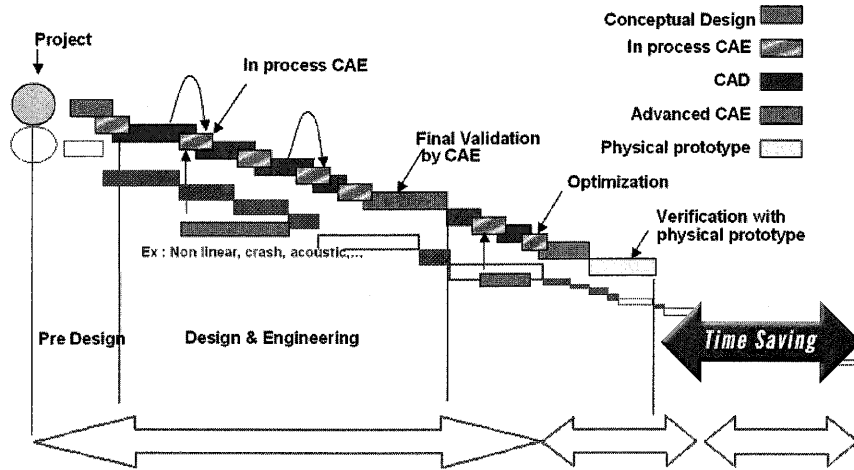 Project
In process CAE
Final Validation
by CAE
Optimization
Verification with
physical prototype
Ex : Non linear, crash, acoustic,...
Pre Design
Design & Engineering
Time Saving
Conceptual Design
In process CAE
CAD
Advanced CAE
Physical prototype